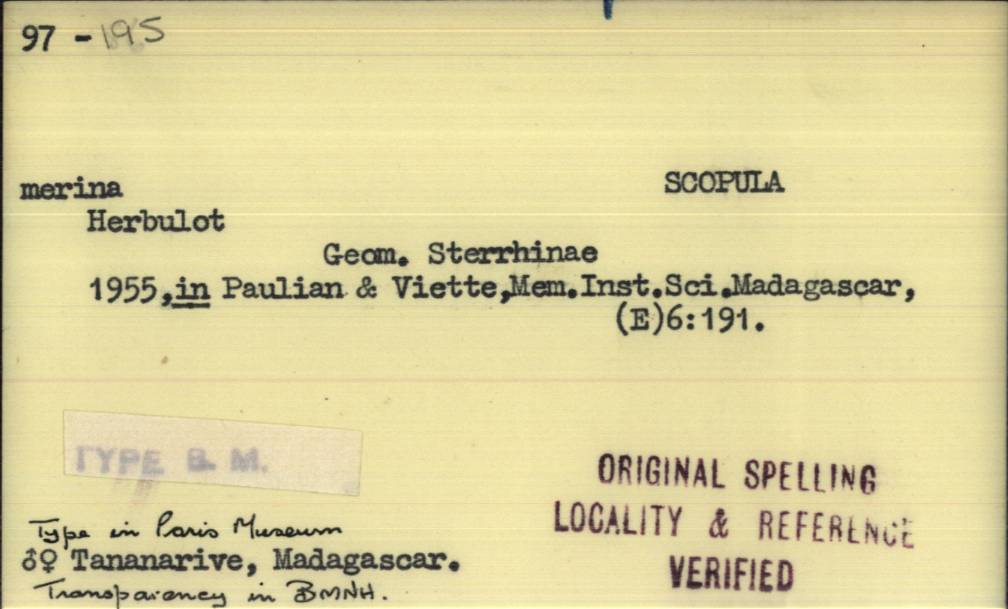 97 - 195
merina SCOPULA
Herbulot
Geom. Sterrhinae
1955,in Paulian & Viette,Mem.Inst.Sci.Madagascar,
(E)6:191.
TYPE B. M.
ORIGINAL SPELLING
LOCALITY & REFERENCE
VERIFIED
Type in Paris Museum
♂♀ Tananarive, Madagascar.
Transparency in BMNH.